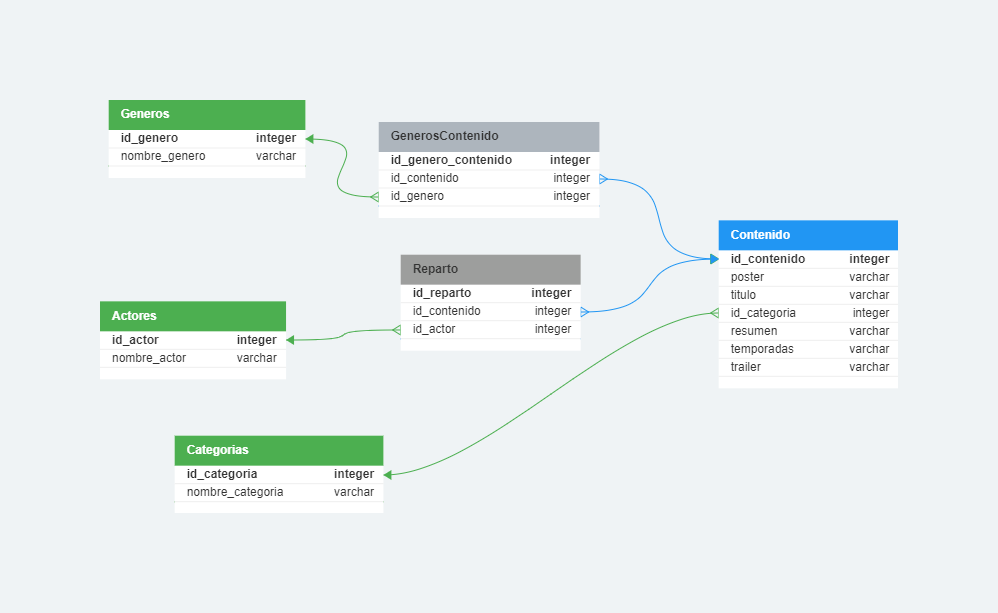 Generos
id_genero integer
nombre_genero varchar
GenerosContenido
id_genero_contenido integer
id_contenido integer
id_genero integer
Contenido
id_contenido integer
poster varchar
titulo varchar
id_categoria integer
resumen varchar
temporadas varchar
trailer varchar
Reparto
id_reparto integer
id_contenido integer
id_actor integer
Actores
id_actor integer
nombre_actor varchar
Categorias
id_categoria integer
nombre_categoria varchar